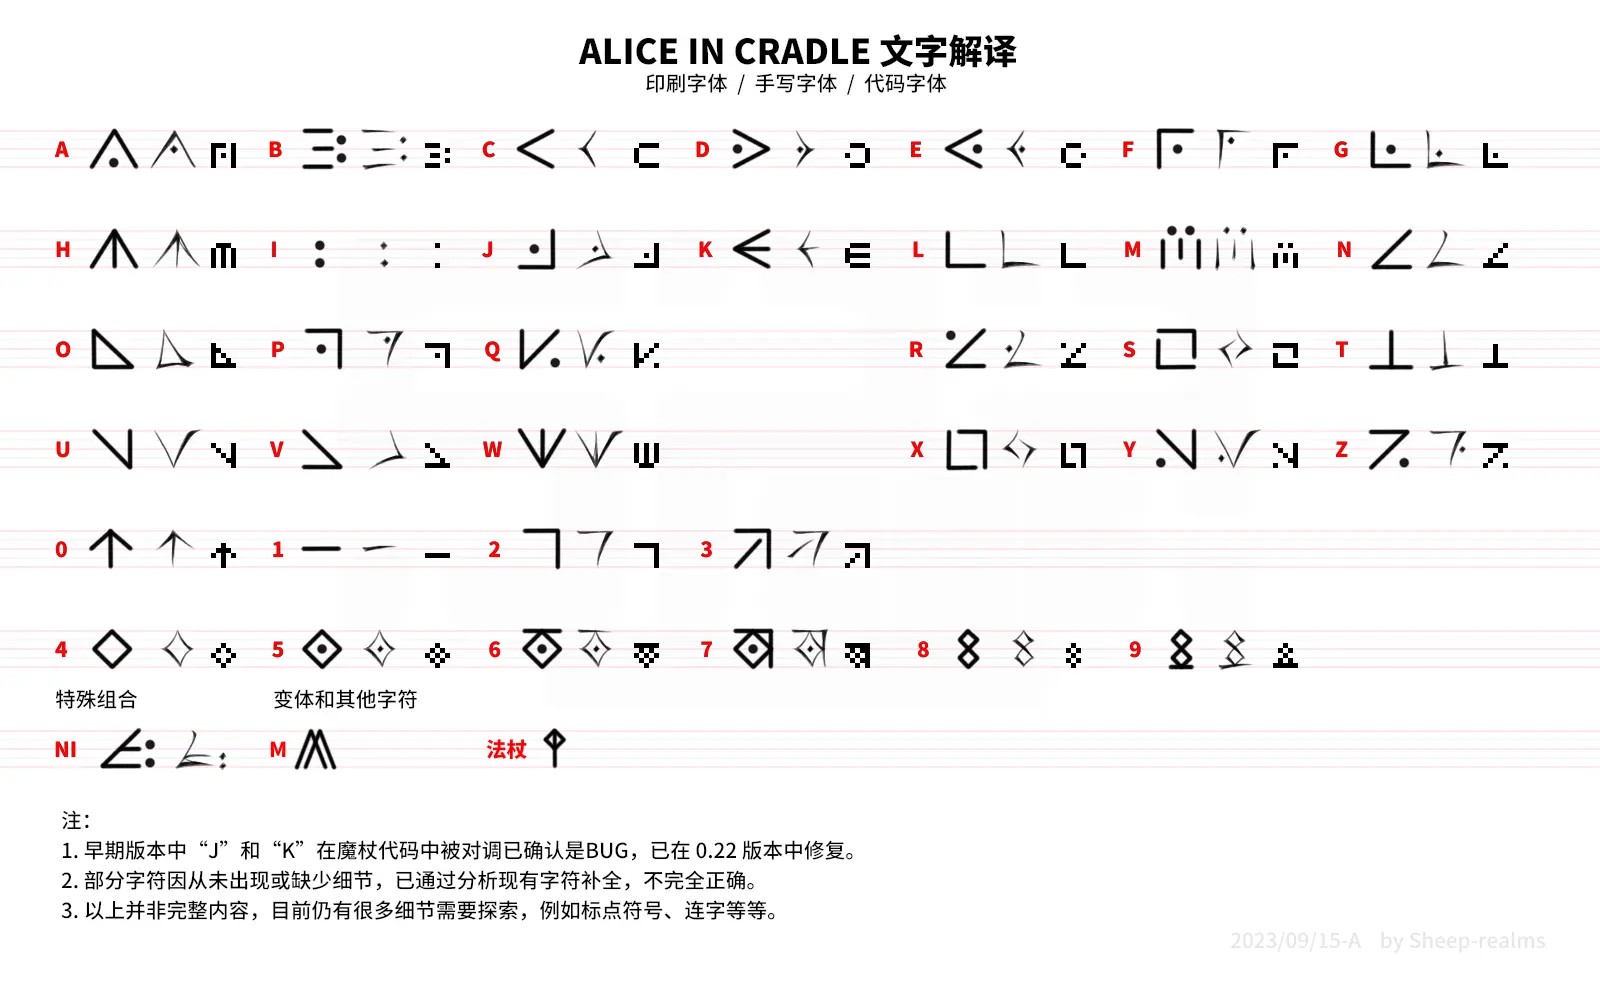 ALICE IN CRADLE 文字解译
印刷字体 / 手写字体 / 代码字体
A B C D E F G
H I J K L M N
O P Q R S T
U V W X Y Z
0 1 2 3
4 5 6 7 8 9
特殊组合 变体和其他字符
NI M 法杖
注：
1. 早期版本中“J”和“K”在魔杖代码中被对调已确认是BUG，已在 0.22 版本中修复。
2. 部分字符因从未出现或缺少细节，已通过分析现有字符补全，不完全正确。
3. 以上并非完整内容，目前仍有很多细节需要探索，例如标点符号、连字等等。
2023/09/15-A by Sheep-realms